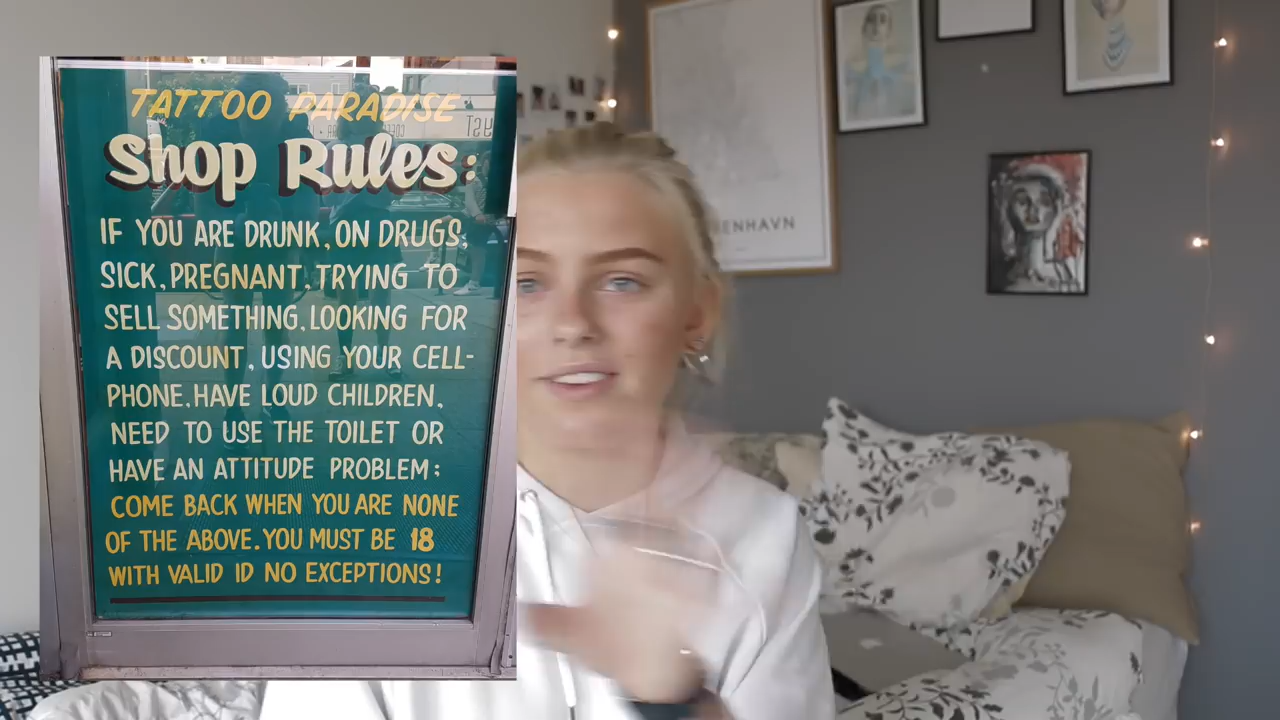 TATTOO PARADISE
Shop Rules:
IF YOU ARE DRUNK, ON DRUGS,
SICK, PREGNANT, TRYING TO
SELL SOMETHING, LOOKING FOR
A DISCOUNT, USING YOUR CELL-
PHONE, HAVE LOUD CHILDREN,
NEED TO USE THE TOILET OR
HAVE AN ATTITUDE PROBLEM;
COME BACK WHEN YOU ARE NONE
OF THE ABOVE. YOU MUST BE 18
WITH VALID ID NO EXCEPTIONS!